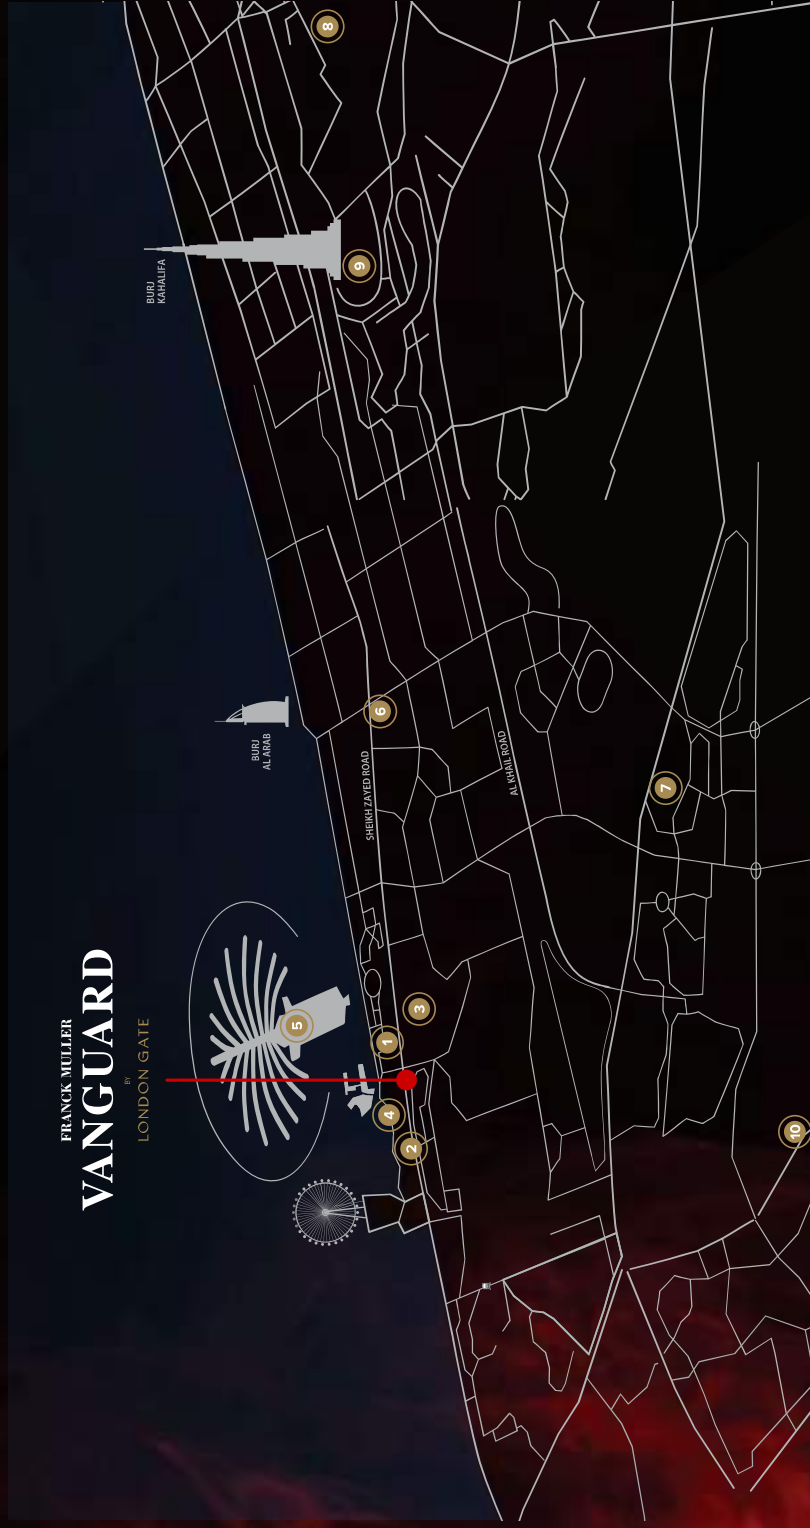 FRANCK MULLER
VANGUARD
BY
LONDON GATE
BURJ
KAHALIFA
BURJ
AL ARAB
SHEIKH ZAYED ROAD
AL KHAIL ROAD
2
4
1
3
5
6
7
9
8
10